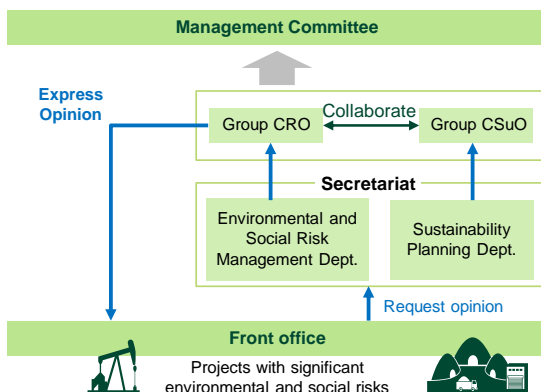 Management Committee
Express
Opinion
Group CRO
Collaborate
Group CSuO
Secretariat
Environmental and
Social Risk
Management Dept.
Sustainability
Planning Dept.
Request opinion
Front office
Projects with significant
environmental and social risks